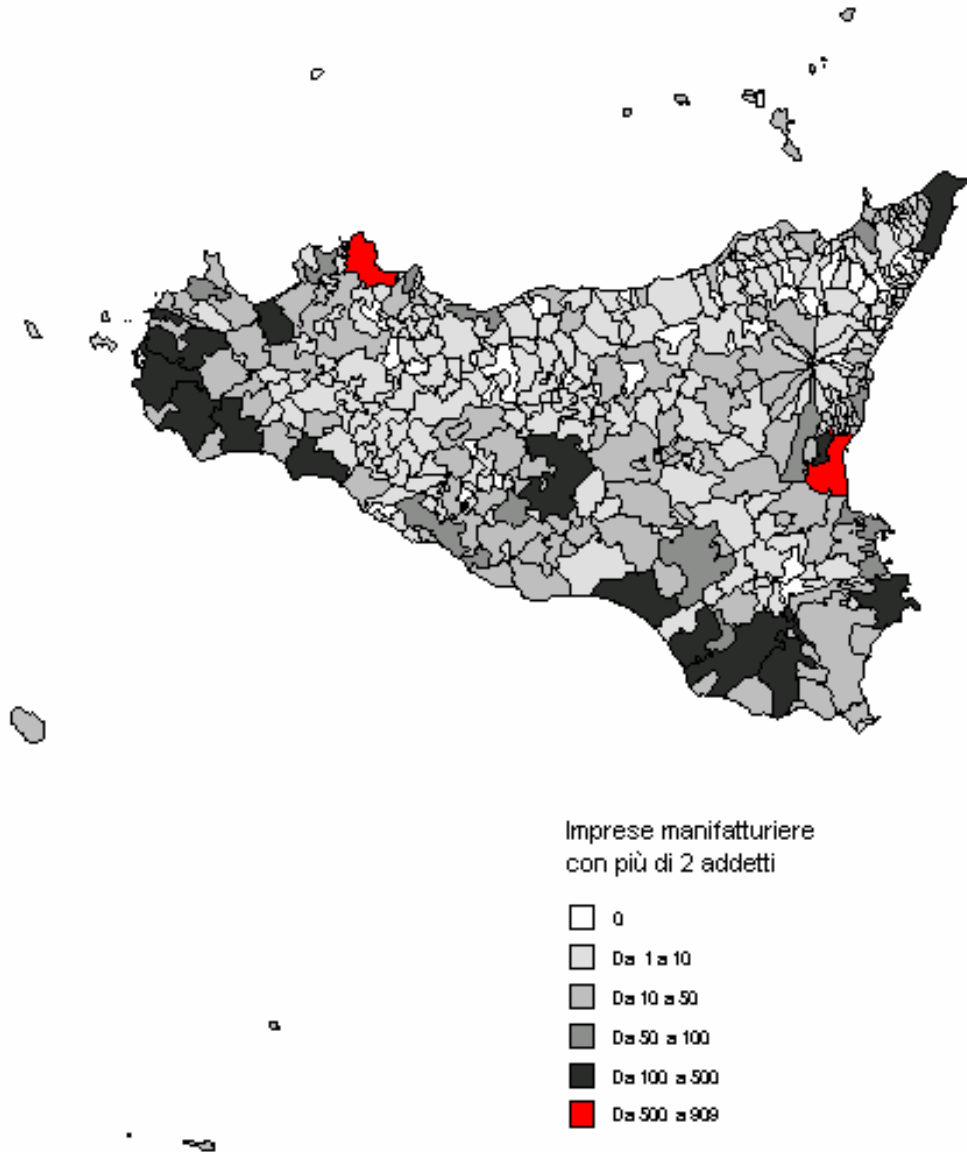 Imprese manifatturiere
con più di 2 addetti
0
Da 1 a 10
Da 10 a 50
Da 50 a 100
Da 100 a 500
Da 500 a 909